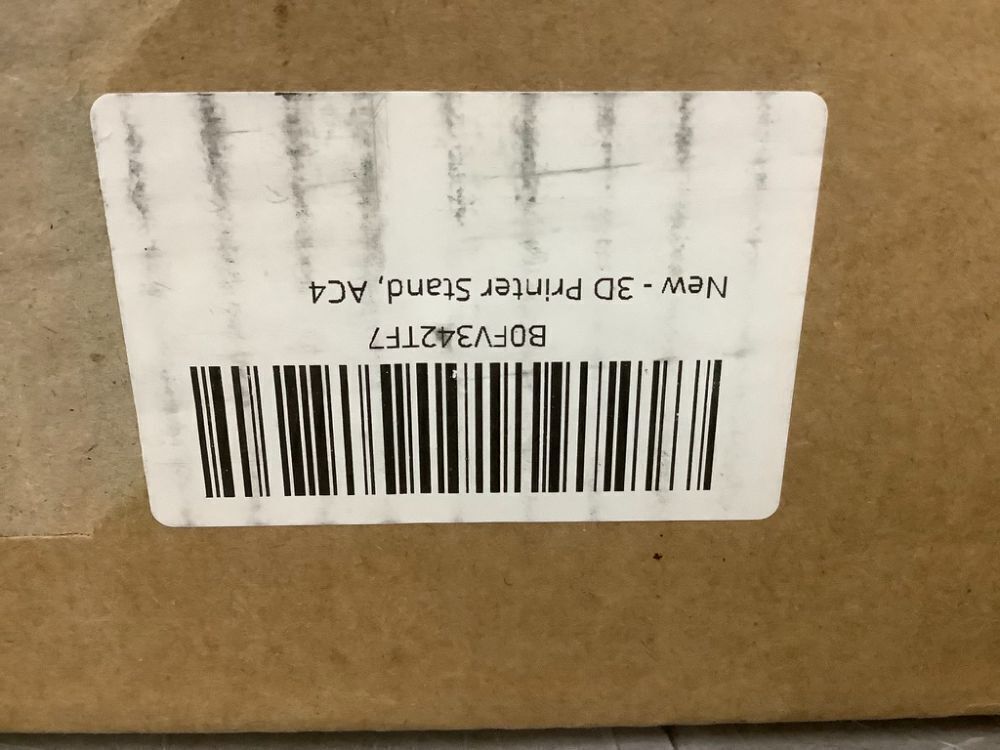 B0FV342TF7
New - 3D Printer Stand, AC4